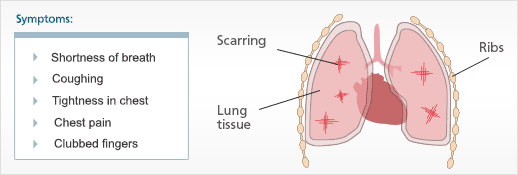 Symptoms:
Shortness of breath
Coughing
Tightness in chest
Chest pain
Clubbed fingers
Scarring
Lung
tissue
Ribs